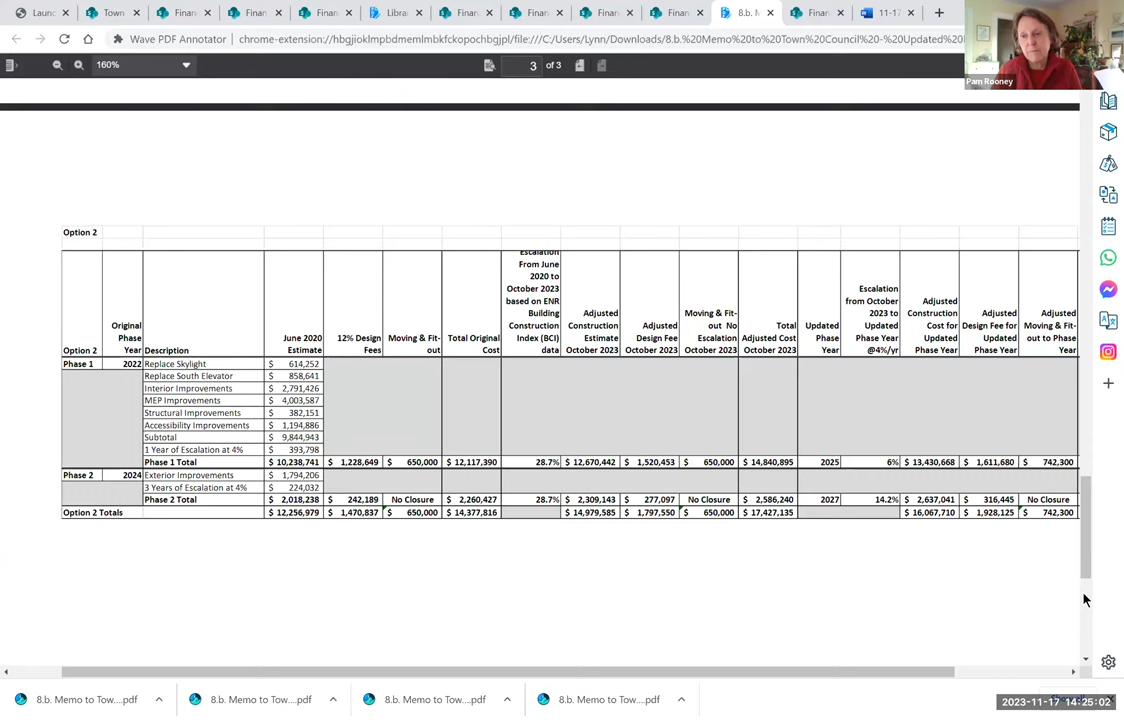 Launc
Town
Financ
Financ
Financ
Librar
Financ
Financ
Financ
Financ
8.b. M
Financ
11-17
Wave PDF Annotator | chrome-extension://hbgjioklmpbdmemlmbkfckopochbgjpl/file:///C:/Users/Lynn/Downloads/8.b.%20Memo%20to%20Town%20Council%20-%20Updated%20
160%
3 of 3
Pam Rooney
Option 2
Option 2
Original Phase Year
Description
June 2020 Estimate
12% Design Fees
Moving & Fit-out
Total Original Cost
Escalation From June 2020 to October 2023 based on ENR Building Construction Index (BCI) data
Adjusted Construction Estimate October 2023
Adjusted Design Fee October 2023
Moving & Fit-out No Escalation October 2023
Total Adjusted Cost October 2023
Updated Phase Year
Escalation from October 2023 to Updated Phase Year @4%/yr
Adjusted Construction Cost for Updated Phase Year
Adjusted Design Fee for Updated Phase Year
Adjusted Moving & Fit-out to Phase Year
Phase 1 2022 Replace Skylight $ 614,252
Replace South Elevator $ 858,641
Interior Improvements $ 2,791,426
MEP Improvements $ 4,003,587
Structural Improvements $ 382,151
Accessibility Improvements $ 1,194,886
Subtotal $ 9,844,943
1 Year of Escalation at 4% $ 393,798
Phase 1 Total $ 10,238,741 $ 1,228,649 $ 650,000 $ 12,117,390 28.7% $ 12,670,442 $ 1,520,453 $ 650,000 $ 14,840,895 2025 6% $ 13,430,668 $ 1,611,680 $ 742,300
Phase 2 2024 Exterior Improvements $ 1,794,206
3 Years of Escalation at 4% $ 224,032
Phase 2 Total $ 2,018,238 $ 242,189 No Closure $ 2,260,427 28.7% $ 2,309,143 $ 277,097 No Closure $ 2,586,240 2027 14.2% $ 2,637,041 $ 316,445 No Closure
Option 2 Totals $ 12,256,979 $ 1,470,837 $ 650,000 $ 14,377,816 $ 14,979,585 $ 1,797,550 $ 650,000 $ 17,427,135 $ 16,067,710 $ 1,928,125 $ 742,300
8.b. Memo to Tow....pdf
8.b. Memo to Tow....pdf
8.b. Memo to Tow....pdf
8.b. Memo to Tow....pdf
2023-11-17 14:25:02